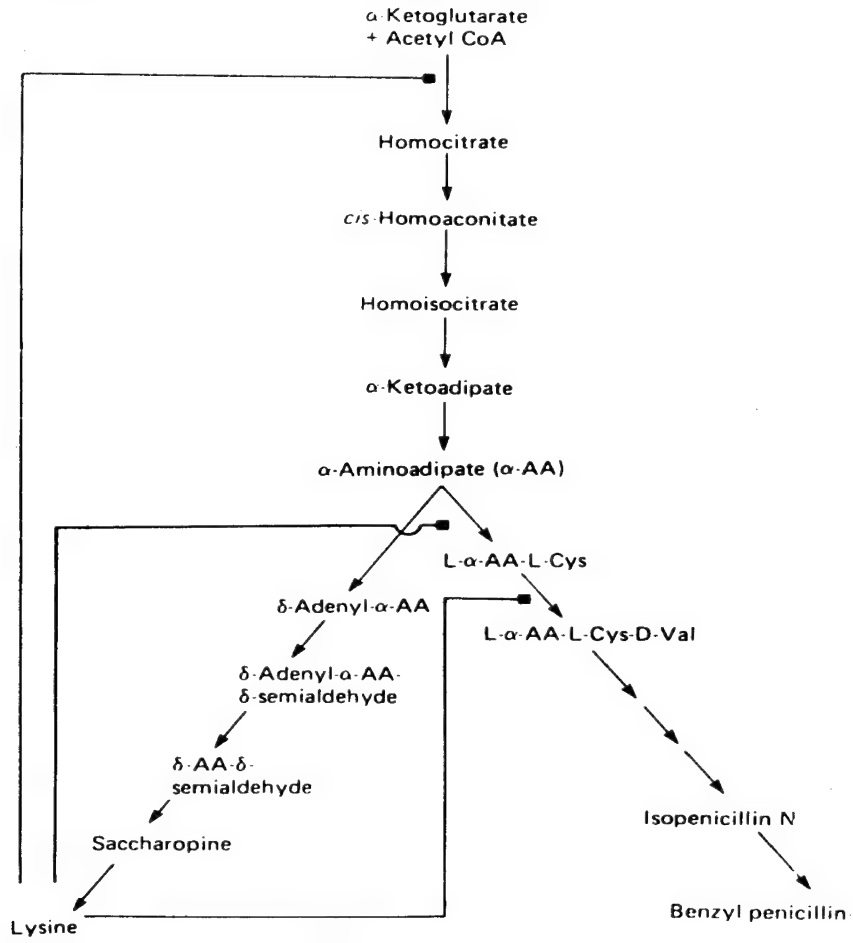 α-Ketoglutarate
+ Acetyl CoA
Homocitrate
cis-Homoaconitate
Homoisocitrate
α-Ketoadipate
α-Aminoadipate (α-AA)
L-α-AA-L-Cys
δ-Adenyl-α-AA
L-α-AA-L-Cys-D-Val
δ-Adenyl-α-AA-
δ-semialdehyde
δ-AA-δ-
semialdehyde
Isopenicillin N
Saccharopine
Benzyl penicillin
Lysine